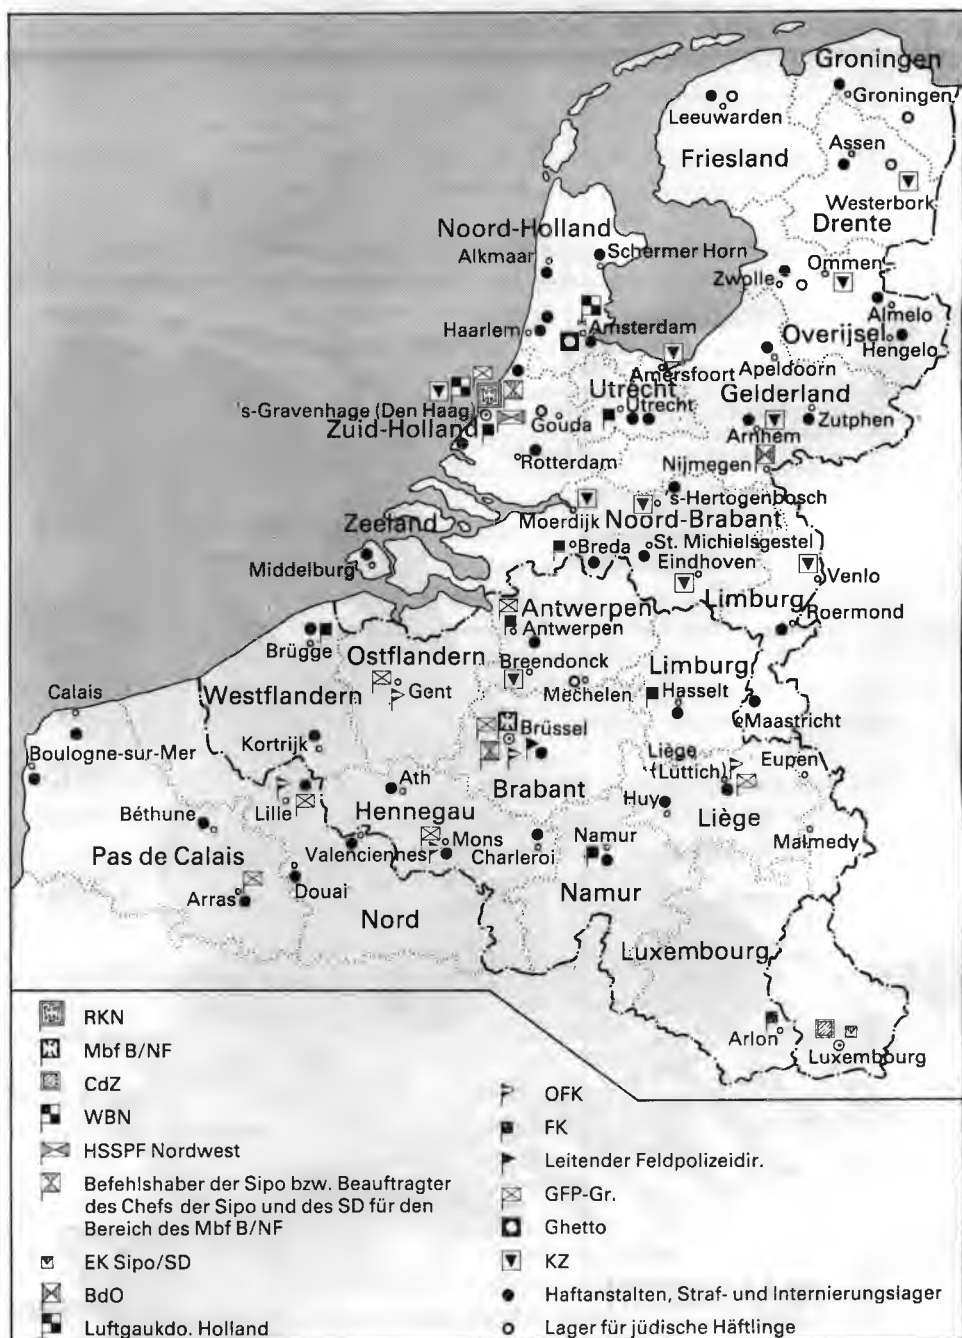 Groningen
Groningen
Leeuwarden
Friesland
Assen
Westerbork
Drente
Noord-Holland
Alkmaar
Schermer Horn
Ommen
Zwolle
Almelo
Haarlem
Amsterdam
Overijsel
Hengelo
Apeldoorn
Amersfoort
Utrecht
Gelderland
's-Gravenhage (Den Haag)
Utrecht
Gouda
Zutphen
Zuid-Holland
Arnhem
Rotterdam
Nijmegen
's-Hertogenbosch
Zeeland
Moerdijk
Noord-Brabant
Breda
St. Michielsgestel
Middelburg
Eindhoven
Venlo
Limburg
Antwerpen
Roermond
Antwerpen
Brügge
Ostflandern
Breendonck
Limburg
Westflandern
Gent
Mechelen
Hasselt
Calais
Maastricht
Brüssel
Kortrijk
Boulogne-sur-Mer
Liège
(Lüttich)
Eupen
Ath
Brabant
Lille
Hennegau
Huy
Liège
Béthune
Mons
Namur
Malmedy
Valenciennes
Charleroi
Pas de Calais
Douai
Arras
Nord
Namur
Luxembourg
Arlon
Luxembourg
RKN
Mbf B/NF
CdZ
WBN
HSSPF Nordwest
Befehlshaber der Sipo bzw. Beauftragter
des Chefs der Sipo und des SD für den
Bereich des Mbf B/NF
EK Sipo/SD
BdO
Luftgaukdo. Holland
OFK
FK
Leitender Feldpolizeidir.
GFP-Gr.
Ghetto
KZ
Haftanstalten, Straf- und Internierungslager
Lager für jüdische Häftlinge